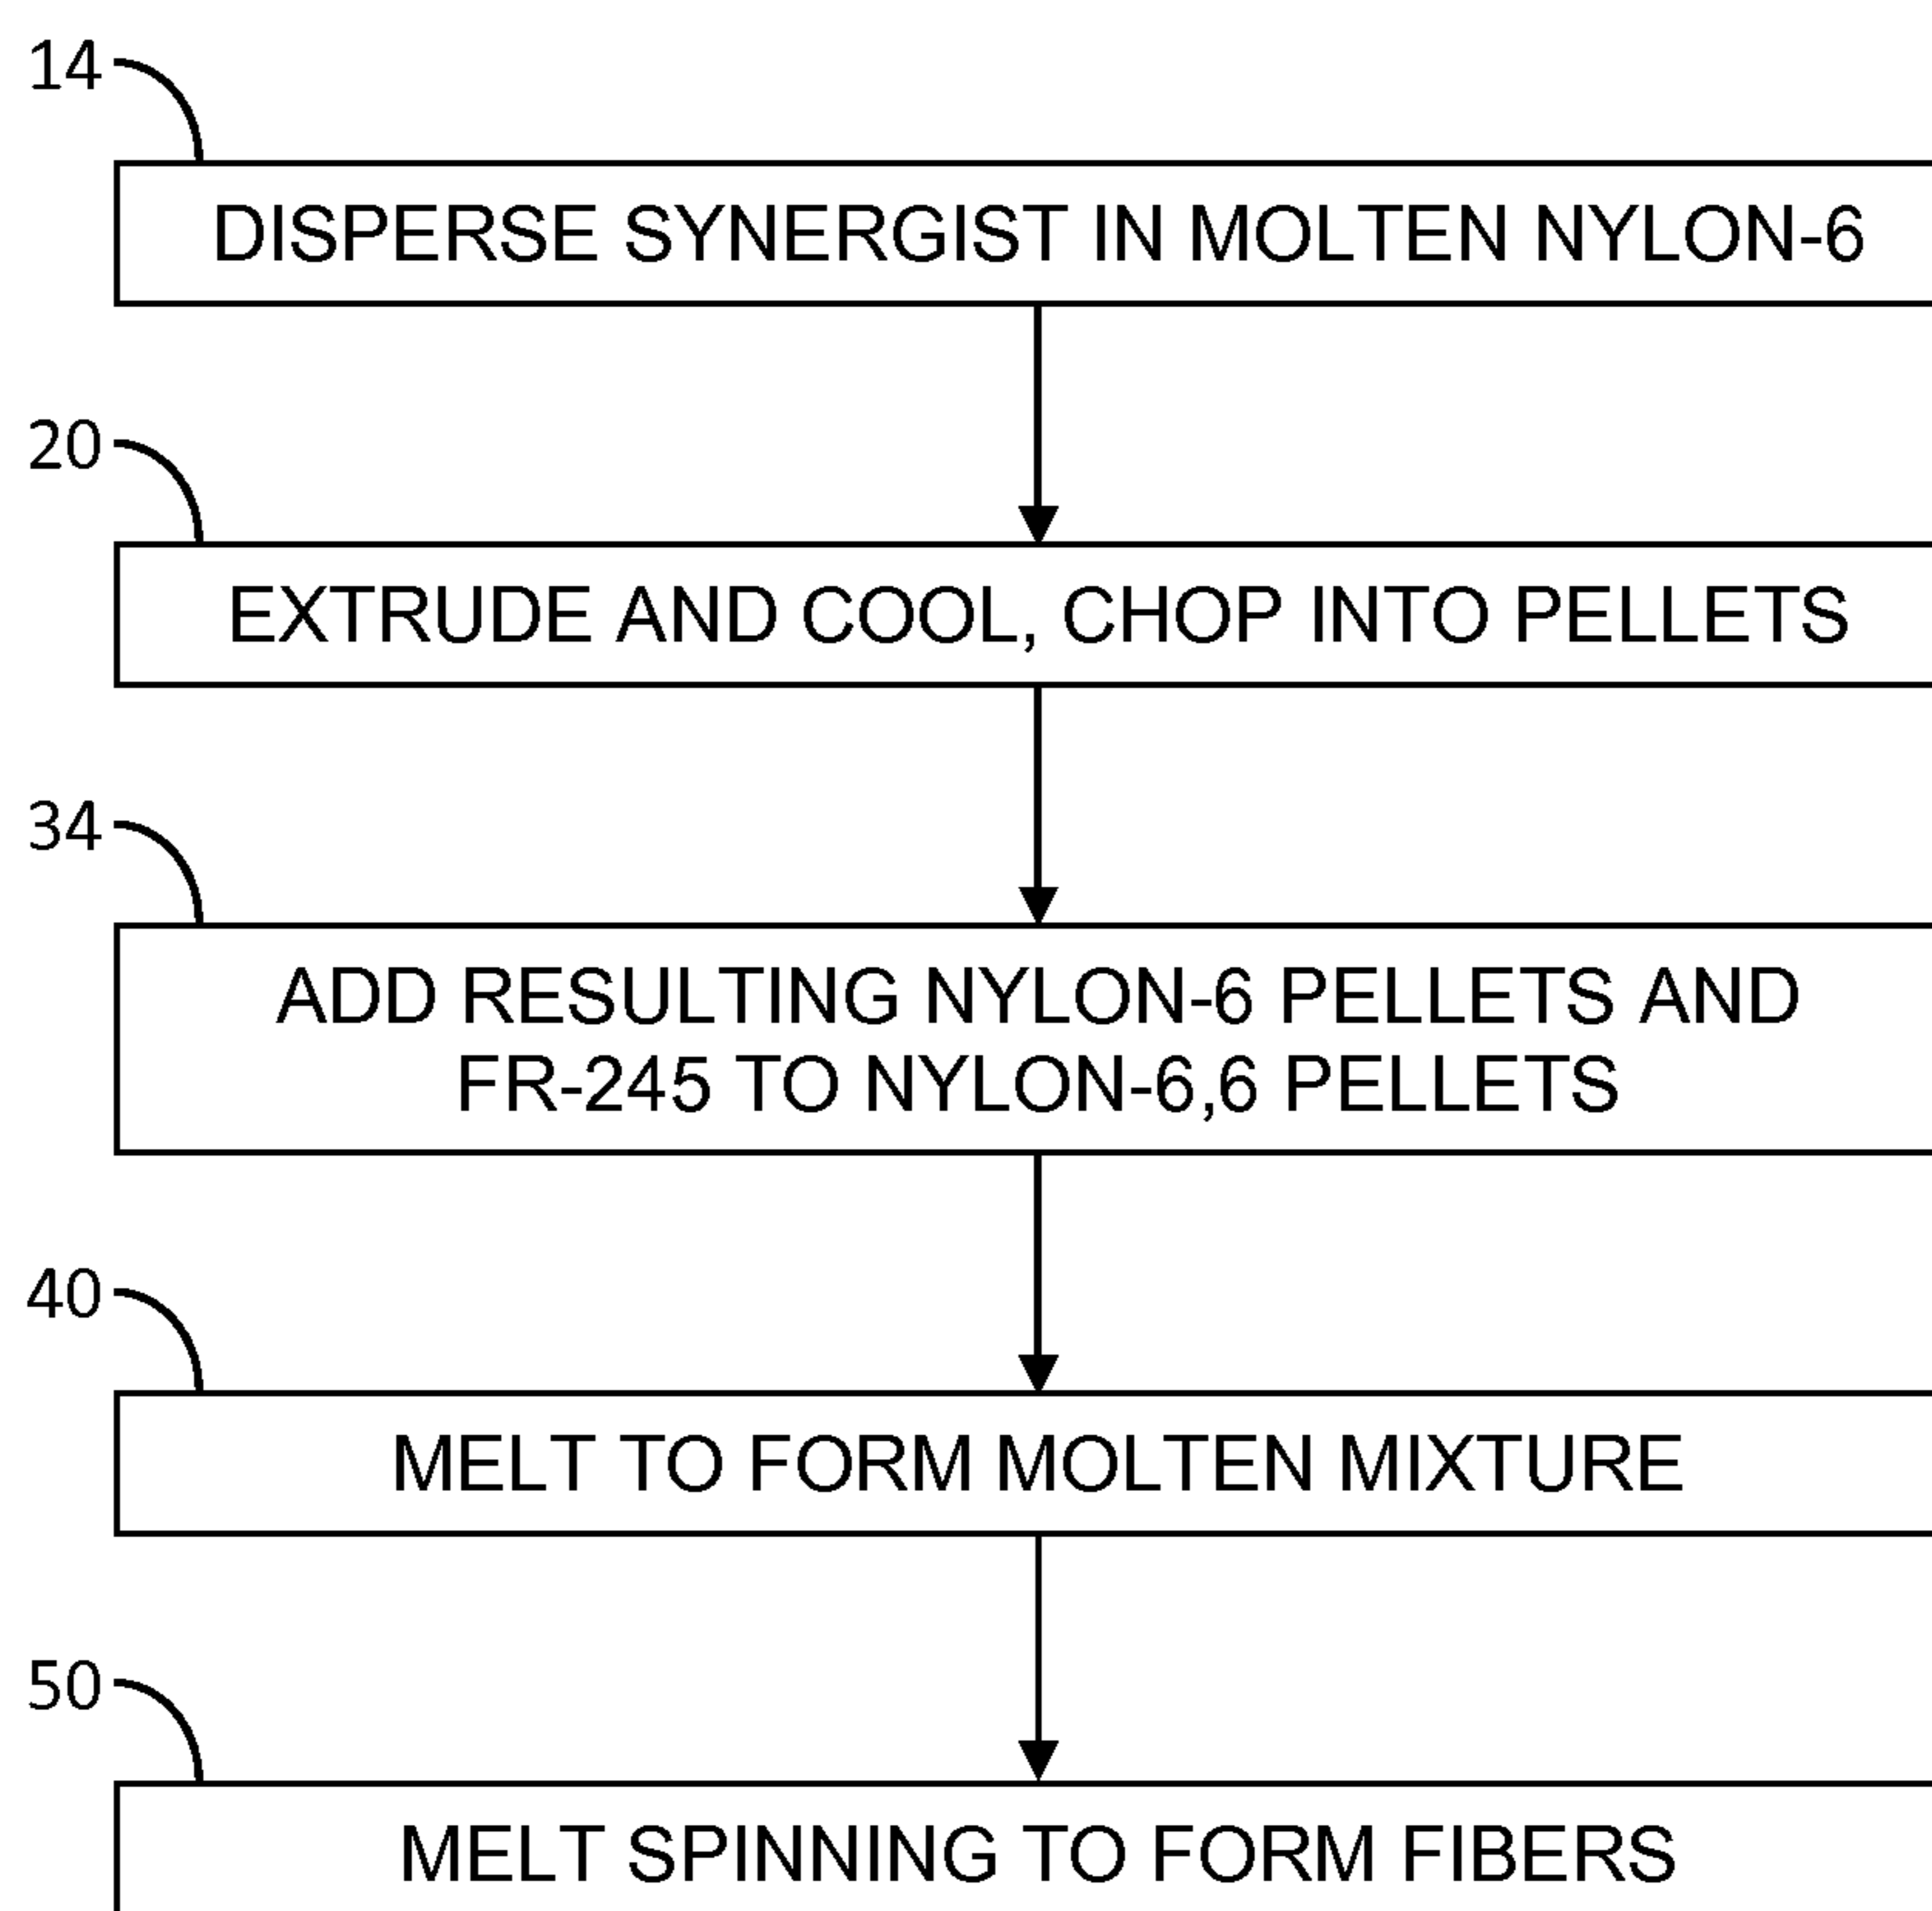 14
DISPERSE SYNERGIST IN MOLTEN NYLON-6
20
EXTRUDE AND COOL, CHOP INTO PELLETS
34
ADD RESULTING NYLON-6 PELLETS AND
FR-245 TO NYLON-6,6 PELLETS
40
MELT TO FORM MOLTEN MIXTURE
50
MELT SPINNING TO FORM FIBERS